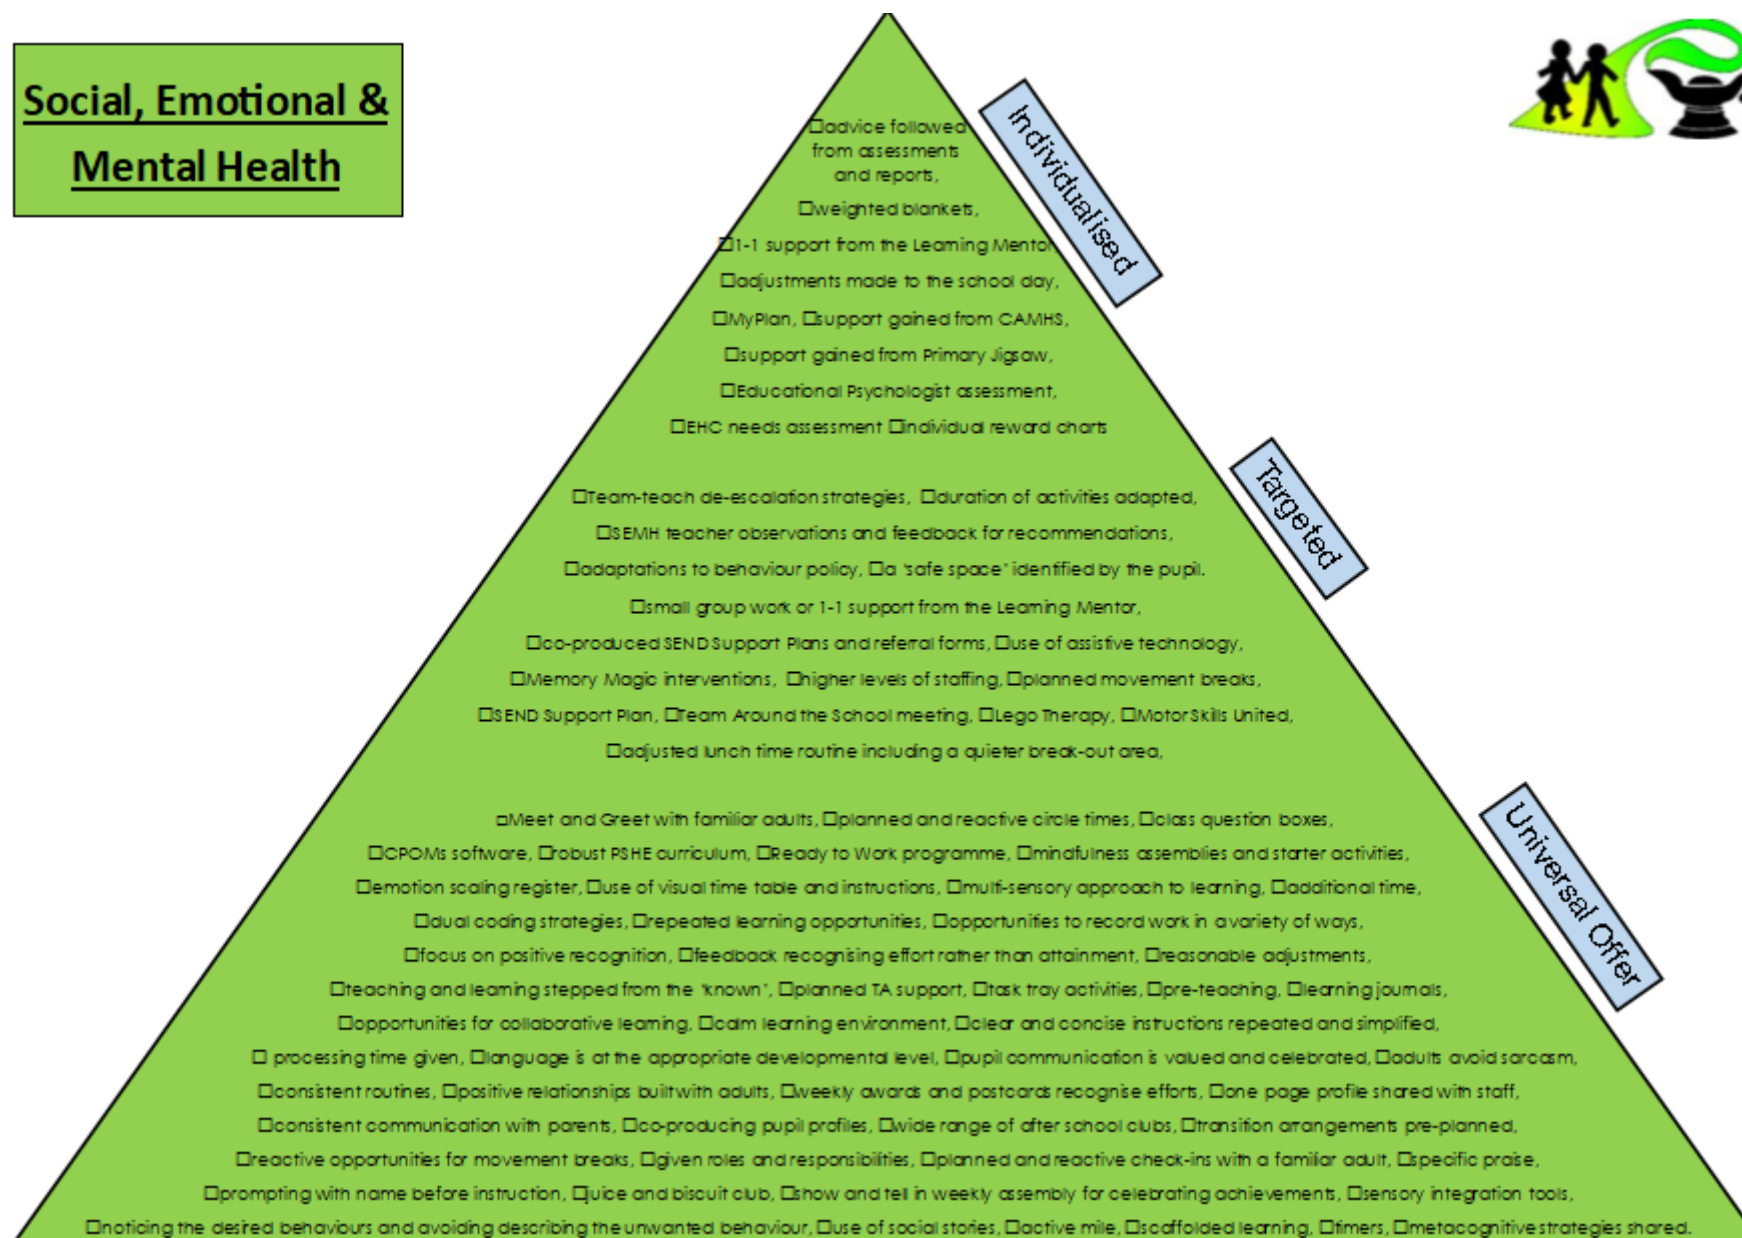 Social, Emotional &
Mental Health
Individualised
☐advice followed
from assessments
and reports,
☐weighted blankets,
☐1-1 support from the Learning Mentor,
☐adjustments made to the school day,
☐MyPlan, ☐support gained from CAMHS,
☐support gained from Primary Jigsaw,
☐Educational Psychologist assessment,
☐EHC needs assessment ☐individual reward charts
Targeted
☐Team-teach de-escalation strategies, ☐duration of activities adapted,
☐SEMH teacher observations and feedback for recommendations,
☐adaptations to behaviour policy, ☐a 'safe space' identified by the pupil.
☐small group work or 1-1 support from the Learning Mentor,
☐co-produced SEND Support Plans and referral forms, ☐use of assistive technology,
☐Memory Magic interventions, ☐higher levels of staffing, ☐planned movement breaks,
☐SEND Support Plan, ☐Team Around the School meeting, ☐Lego Therapy, ☐Motor Skills United,
☐adjusted lunch time routine including a quieter break-out area,
Universal Offer
☐Meet and Greet with familiar adults, ☐planned and reactive circle times, ☐class question boxes,
☐CPOMs software, ☐robust PSHE curriculum, ☐Ready to Work programme, ☐mindfulness assemblies and starter activities,
☐emotion scaling register, ☐use of visual time table and instructions, ☐multi-sensory approach to learning, ☐additional time,
☐dual coding strategies, ☐repeated learning opportunities, ☐opportunities to record work in a variety of ways,
☐focus on positive recognition, ☐feedback recognising effort rather than attainment, ☐reasonable adjustments,
☐teaching and learning stepped from the 'known', ☐planned TA support, ☐task tray activities, ☐pre-teaching, ☐learning journals,
☐opportunities for collaborative learning, ☐calm learning environment, ☐clear and concise instructions repeated and simplified,
☐ processing time given, ☐language is at the appropriate developmental level, ☐pupil communication is valued and celebrated, ☐adults avoid sarcasm,
☐consistent routines, ☐positive relationships built with adults, ☐weekly awards and postcards recognise efforts, ☐one page profile shared with staff,
☐consistent communication with parents, ☐co-producing pupil profiles, ☐wide range of after school clubs, ☐transition arrangements pre-planned,
☐reactive opportunities for movement breaks, ☐given roles and responsibilities, ☐planned and reactive check-ins with a familiar adult, ☐specific praise,
☐prompting with name before instruction, ☐juice and biscuit club, ☐show and tell in weekly assembly for celebrating achievements, ☐sensory integration tools,
☐noticing the desired behaviours and avoiding describing the unwanted behaviour, ☐use of social stories, ☐active mile, ☐scaffolded learning, ☐timers, ☐metacognitive strategies shared.